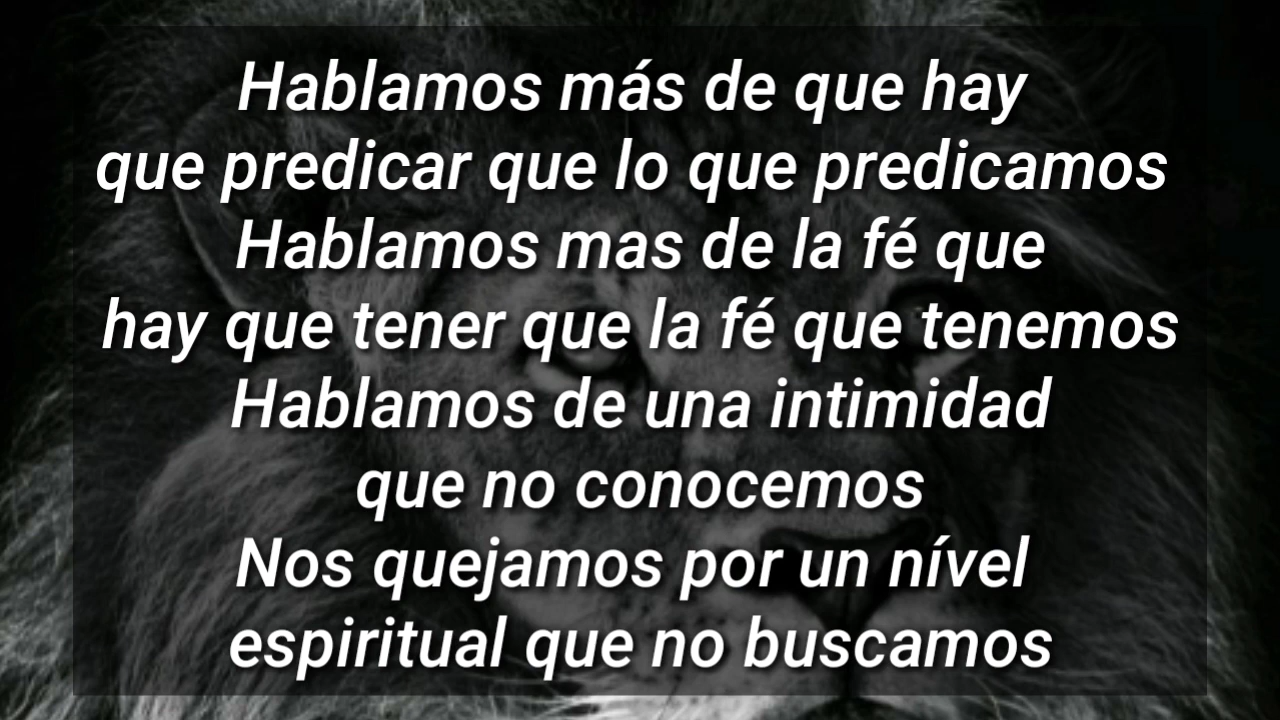 Hablamos más de que hay
que predicar que lo que predicamos
Hablamos mas de la fé que
hay que tener que la fé que tenemos
Hablamos de una intimidad
que no conocemos
Nos quejamos por un nível
espiritual que no buscamos